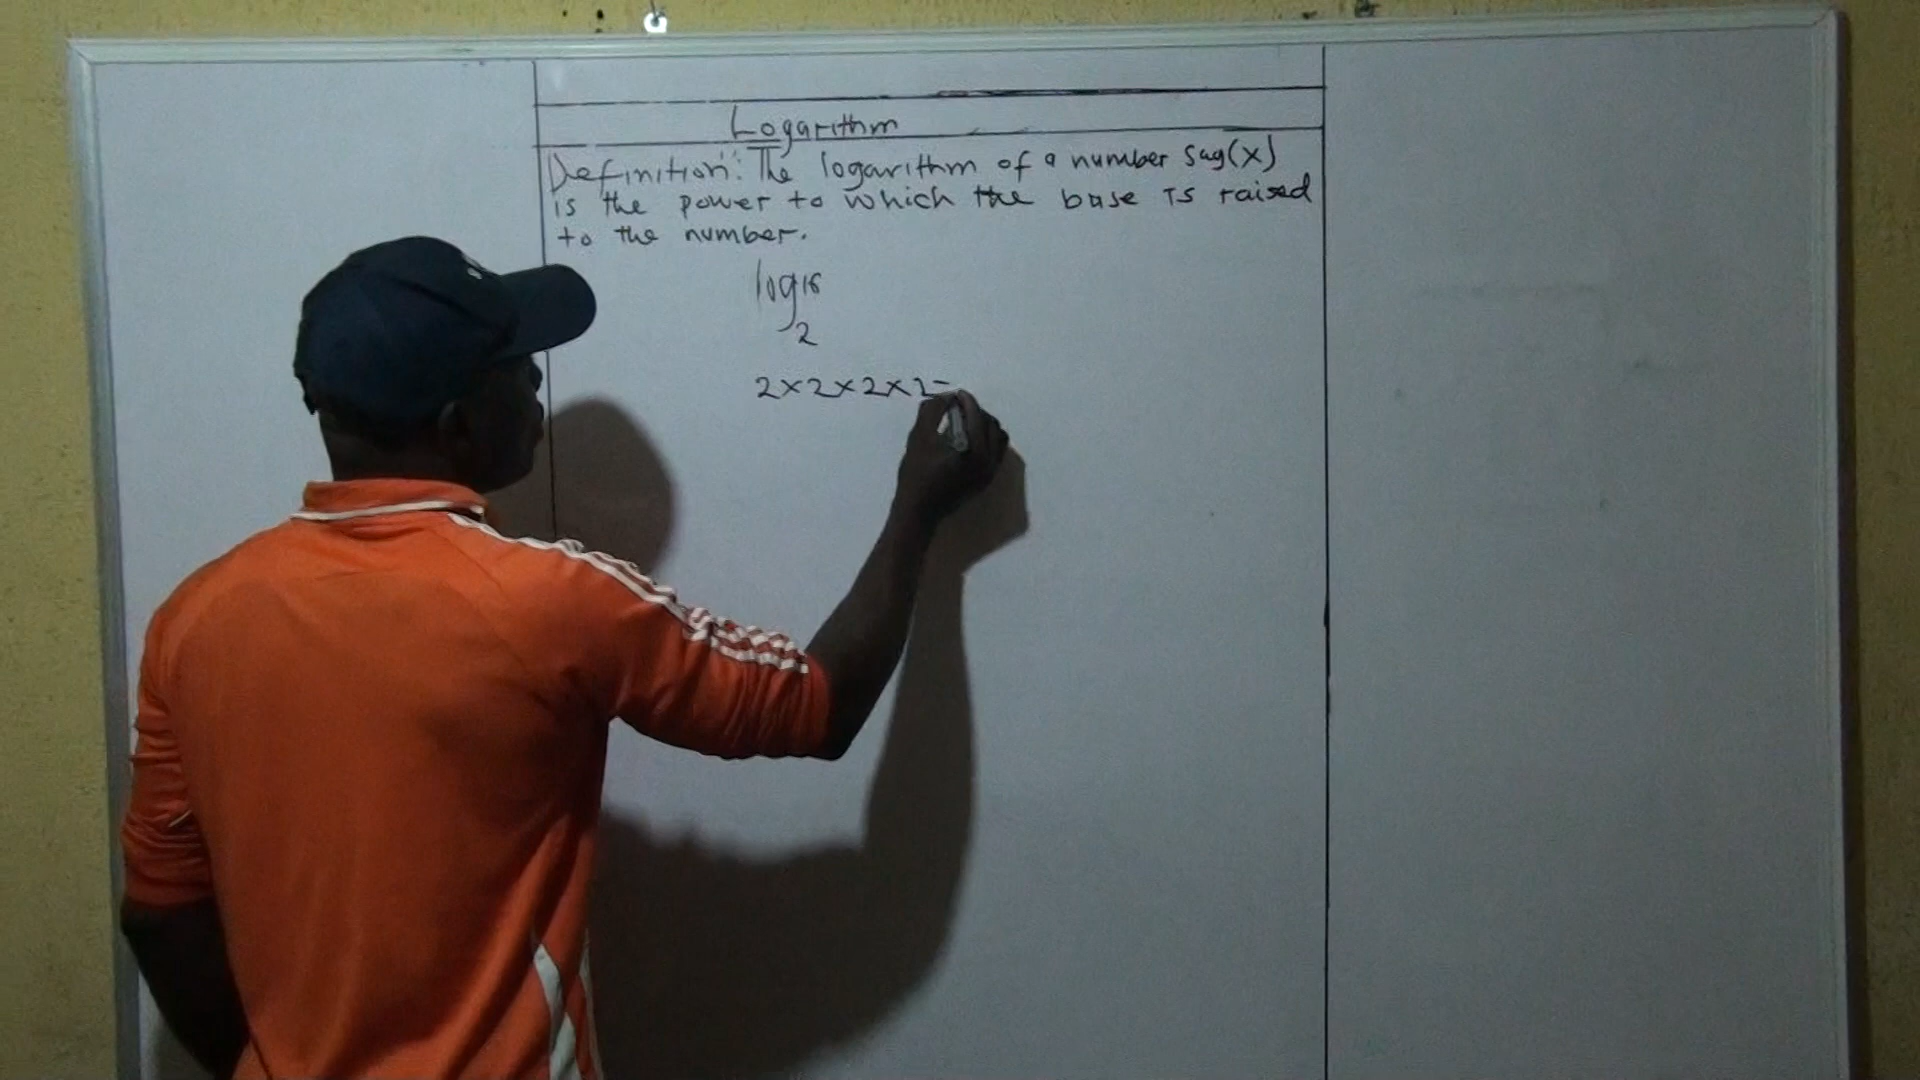 Logarithm
Definition: The logarithm of a number say(x)
is the power to which the base is raised
to the number.
log16
2
2×2×2×2=